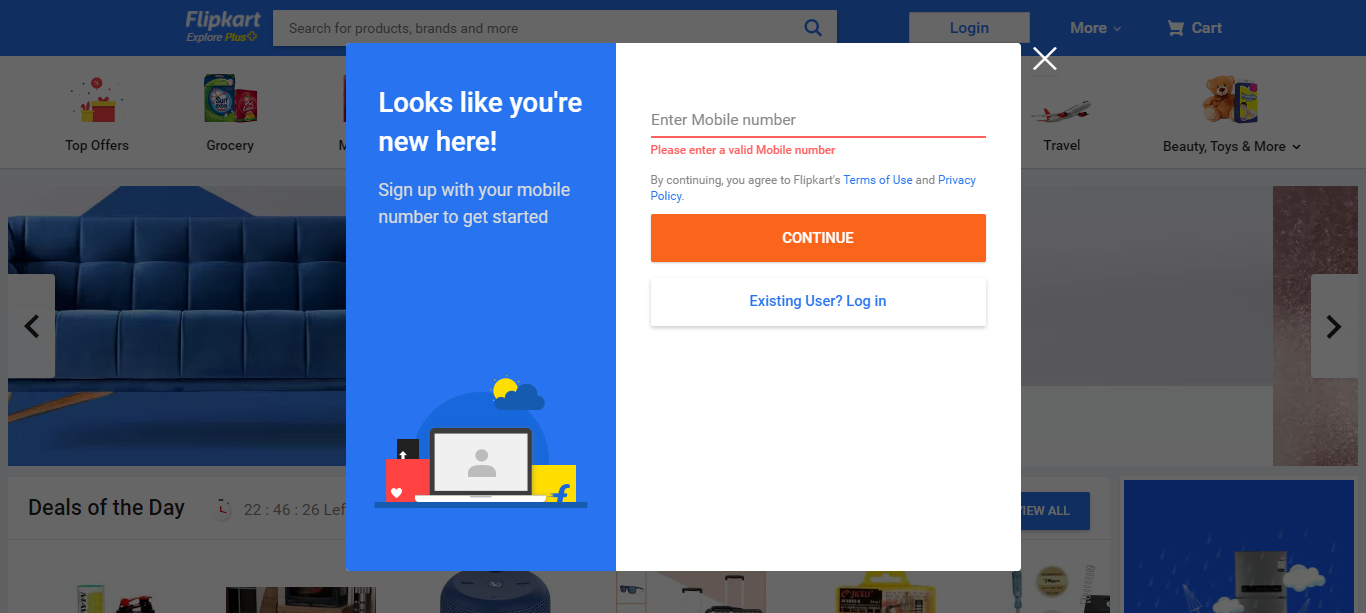 Flipkart
Explore Plus
Search for products, brands and more
Login
More
Cart
Top Offers
Grocery
Travel
Beauty, Toys & More
Looks like you're
new here!
Sign up with your mobile
number to get started
Enter Mobile number
Please enter a valid Mobile number
By continuing, you agree to Flipkart's Terms of Use and Privacy
Policy.
CONTINUE
Existing User? Log in
Deals of the Day
22 : 46 : 26 Lef
VIEW ALL